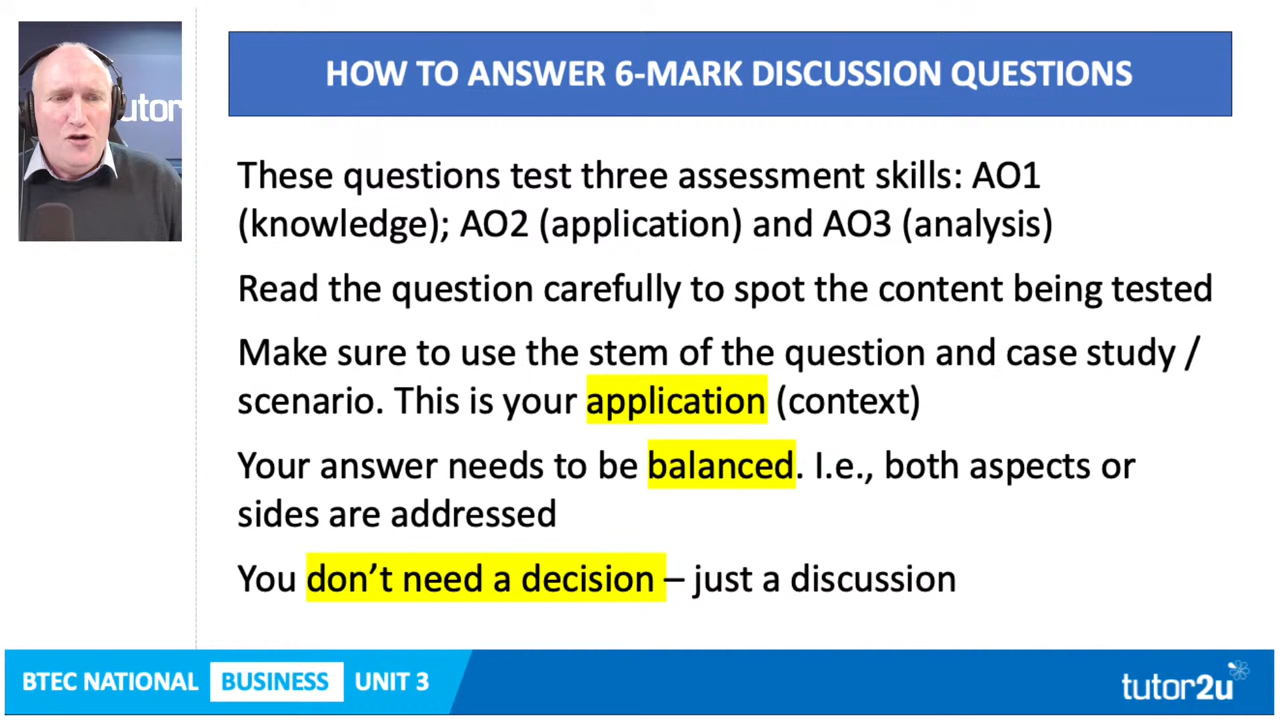 HOW TO ANSWER 6-MARK DISCUSSION QUESTIONS
utor
These questions test three assessment skills: AO1
(knowledge); AO2 (application) and AO3 (analysis)
Read the question carefully to spot the content being tested
Make sure to use the stem of the question and case study /
scenario. This is your application (context)
Your answer needs to be balanced. I.e., both aspects or
sides are addressed
You don’t need a decision – just a discussion
BTEC NATIONAL BUSINESS UNIT 3
tutor2u